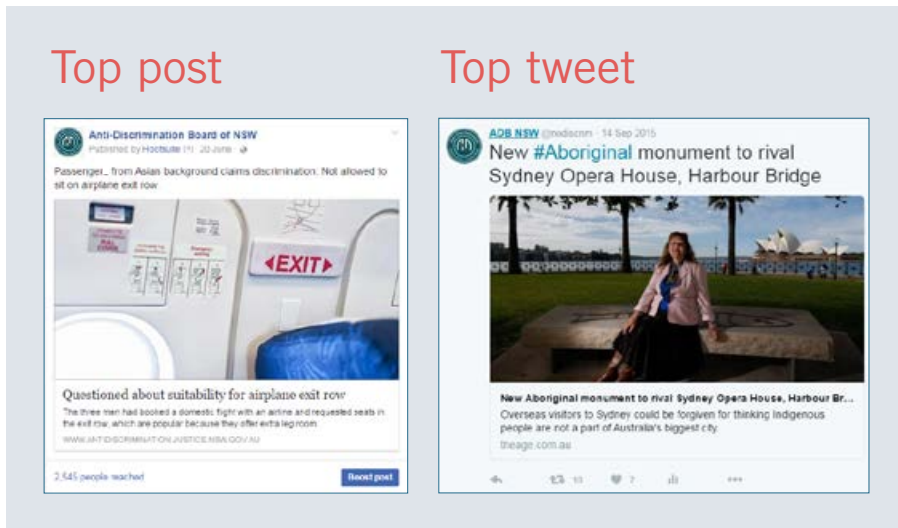 Top post
Anti-Discrimination Board of NSW
Published by Hootsuite [?] · 20 June ·
Passenger_ from Asian background claims discrimination. Not allowed to
sit on airplane exit row
EXIT
Questioned about suitability for airplane exit row
The three men had booked a domestic flight with an airline and requested seats in
the exit row, which are popular because they offer extra leg room
WWW.ANTIDISCRIMINATION.JUSTICE.NSW.GOV.AU
2,545 people reached
Boost post
Top tweet
ADB NSW @nodiscrim · 14 Sep 2015
New #Aboriginal monument to rival
Sydney Opera House, Harbour Bridge
New Aboriginal monument to rival Sydney Opera House, Harbour Br...
Overseas visitors to Sydney could be forgiven for thinking Indigenous
people are not a part of Australia's biggest city.
theage.com.au
13 7